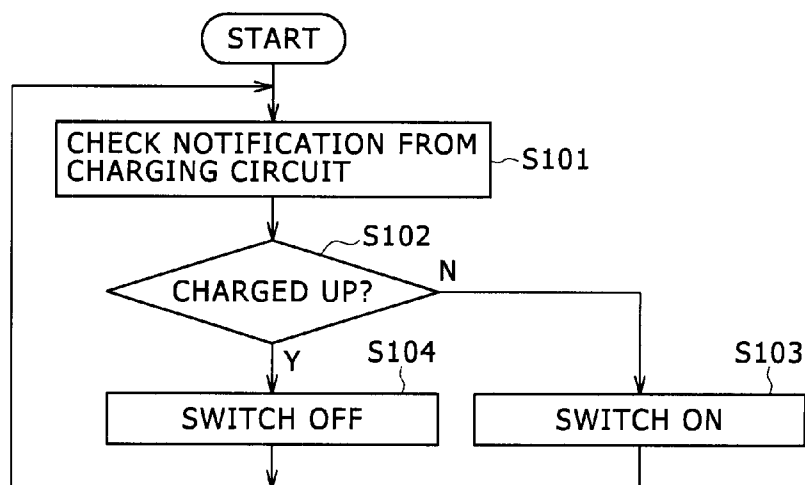 START
CHECK NOTIFICATION FROM
CHARGING CIRCUIT
S101
S102
CHARGED UP?
N
Y
S104
S103
SWITCH OFF
SWITCH ON